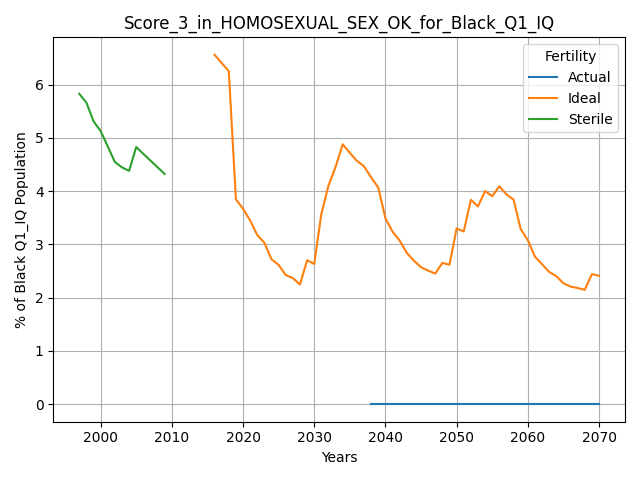 Score_3_in_HOMOSEXUAL_SEX_OK_for_Black_Q1_IQ
Fertility
Actual
Ideal
Sterile
% of Black Q1_IQ Population
6
5
4
3
2
1
0
2000 2010 2020 2030 2040 2050 2060 2070
Years